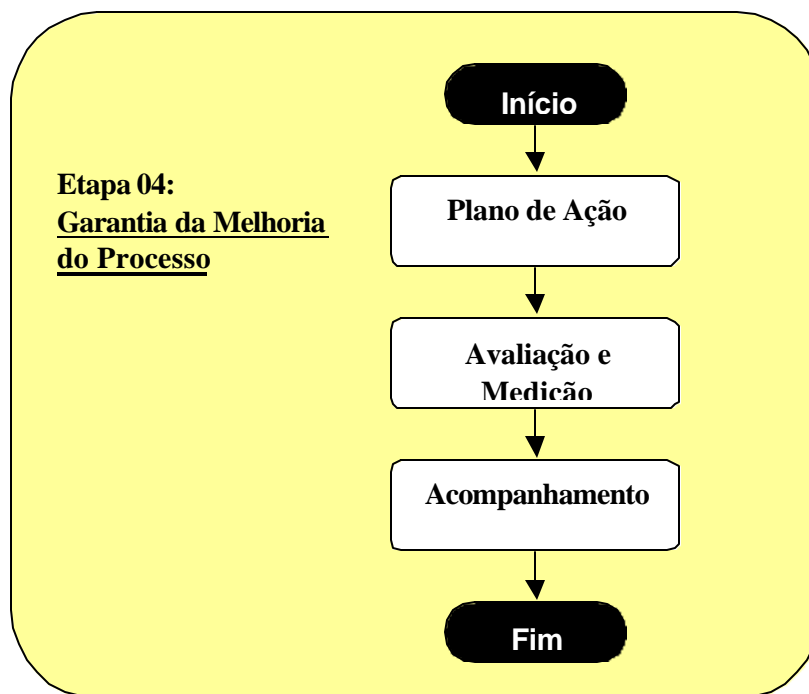 Início
Etapa 04:
Garantia da Melhoria
do Processo
Plano de Ação
Avaliação e
Medição
Acompanhamento
Fim